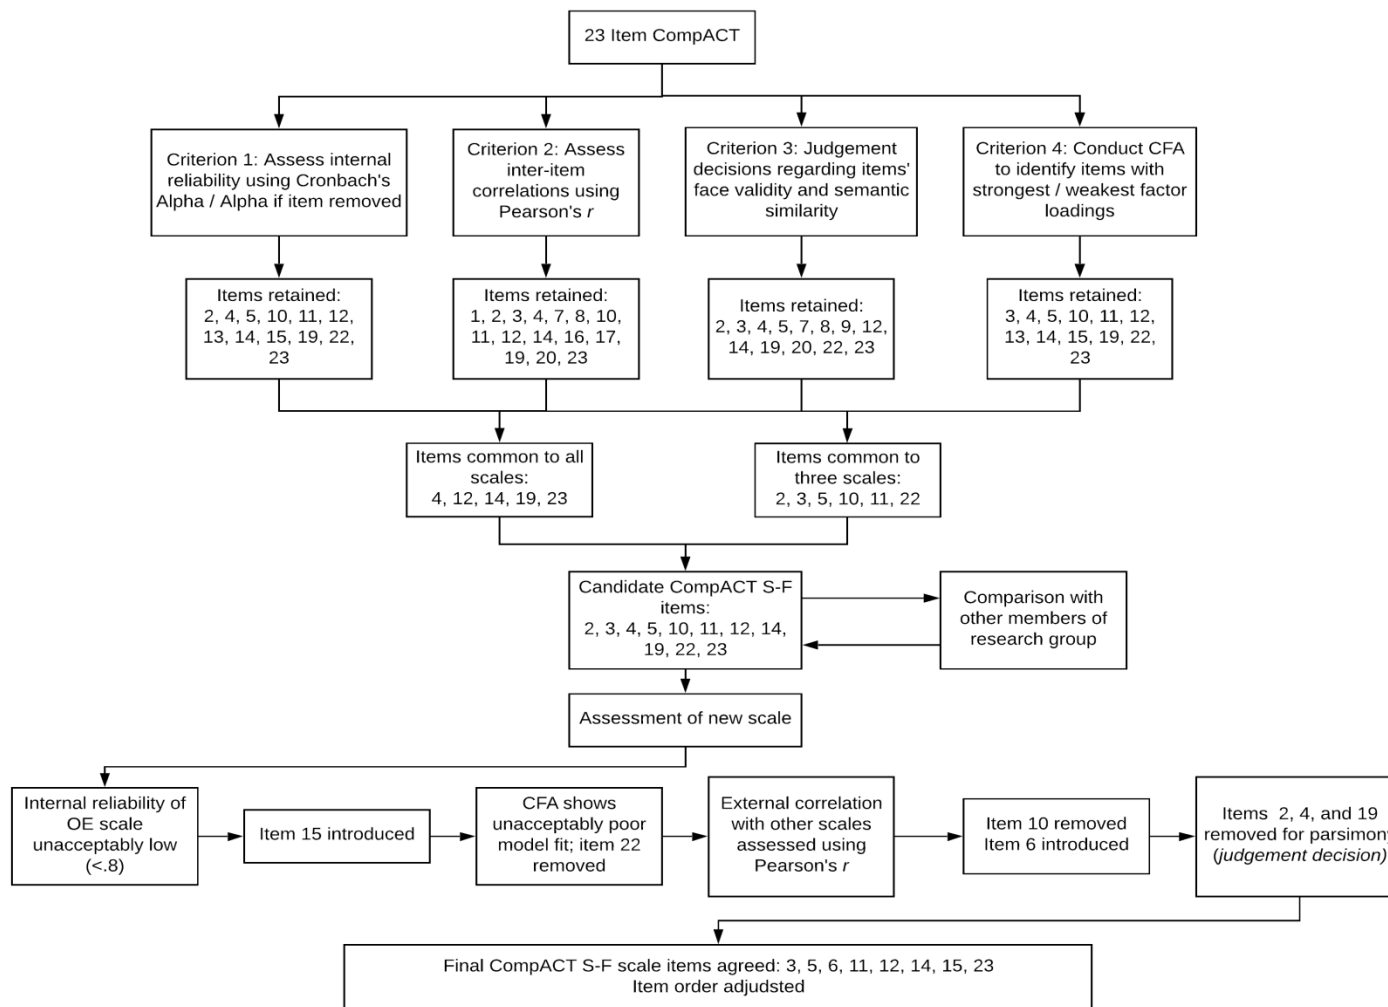 23 Item CompACT
Criterion 1: Assess internal
reliability using Cronbach's
Alpha / Alpha if item removed
Criterion 2: Assess
inter-item
correlations using
Pearson's r
Criterion 3: Judgement
decisions regarding items'
face validity and semantic
similarity
Criterion 4: Conduct CFA
to identify items with
strongest / weakest factor
loadings
Items retained:
2, 4, 5, 10, 11, 12,
13, 14, 15, 19, 22,
23
Items retained:
1, 2, 3, 4, 7, 8, 10,
11, 12, 14, 16, 17,
19, 20, 23
Items retained:
2, 3, 4, 5, 7, 8, 9, 12,
14, 19, 20, 22, 23
Items retained:
3, 4, 5, 10, 11, 12,
13, 14, 15, 19, 22,
23
Items common to all
scales:
4, 12, 14, 19, 23
Items common to
three scales:
2, 3, 5, 10, 11, 22
Candidate CompACT S-F
items:
2, 3, 4, 5, 10, 11, 12, 14,
19, 22, 23
Comparison with
other members of
research group
Assessment of new scale
Internal reliability of
OE scale
unacceptably low
(<.8)
Item 15 introduced
CFA shows
unacceptably poor
model fit; item 22
removed
External correlation
with other scales
assessed using
Pearson's r
Item 10 removed
Item 6 introduced
Items 2, 4, and 19
removed for parsimony
(judgement decision)
Final CompACT S-F scale items agreed: 3, 5, 6, 11, 12, 14, 15, 23
Item order adjudsted